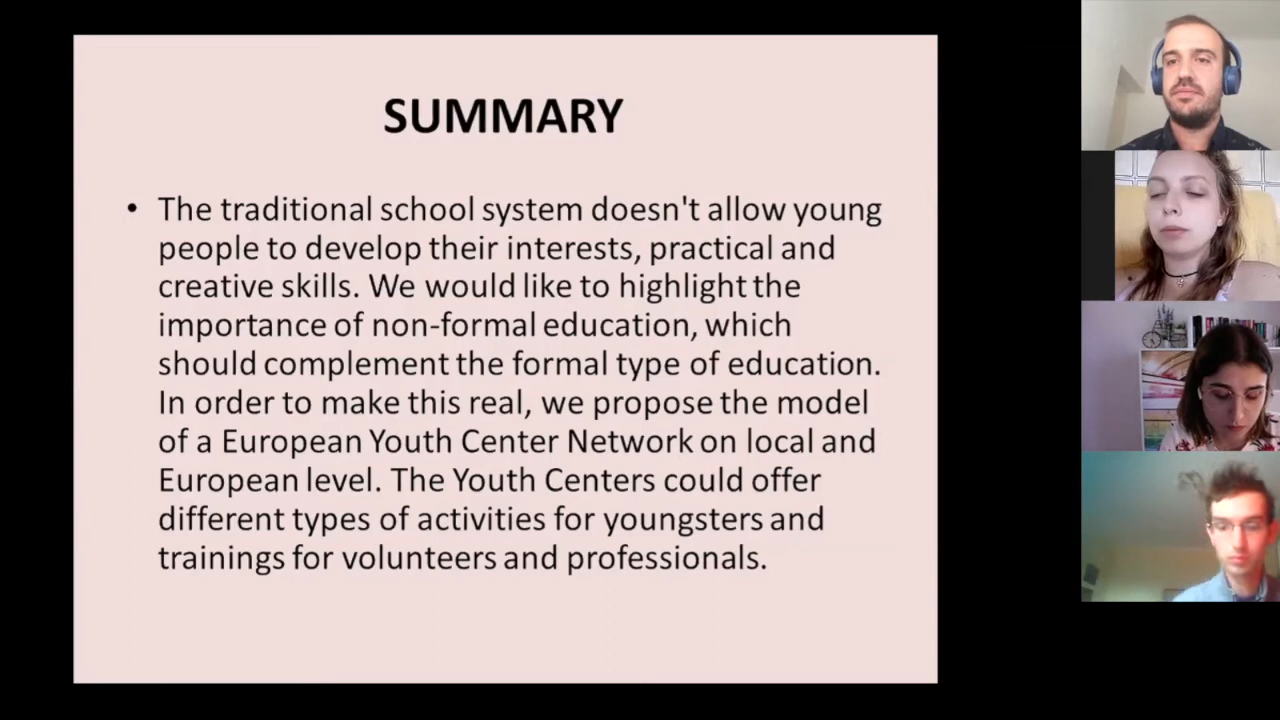 SUMMARY
• The traditional school system doesn't allow young
people to develop their interests, practical and
creative skills. We would like to highlight the
importance of non-formal education, which
should complement the formal type of education.
In order to make this real, we propose the model
of a European Youth Center Network on local and
European level. The Youth Centers could offer
different types of activities for youngsters and
trainings for volunteers and professionals.